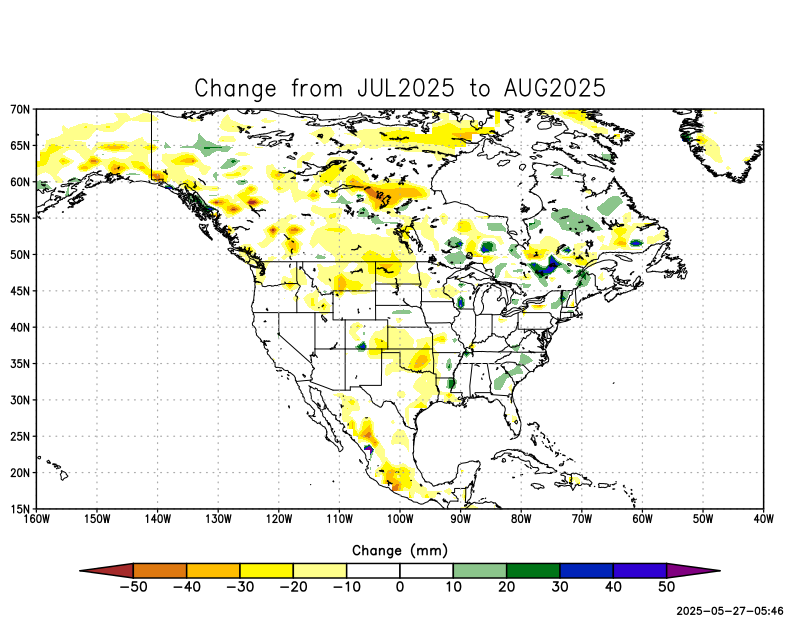 Change from JUL2025 to AUG2025
70N
65N
60N
55N
50N
45N
40N
35N
30N
25N
20N
15N
160W 150W 140W 130W 120W 110W 100W 90W 80W 70W 60W 50W 40W
Change (mm)
−50 −40 −30 −20 −10 0 10 20 30 40 50
2025-05-27-05:46